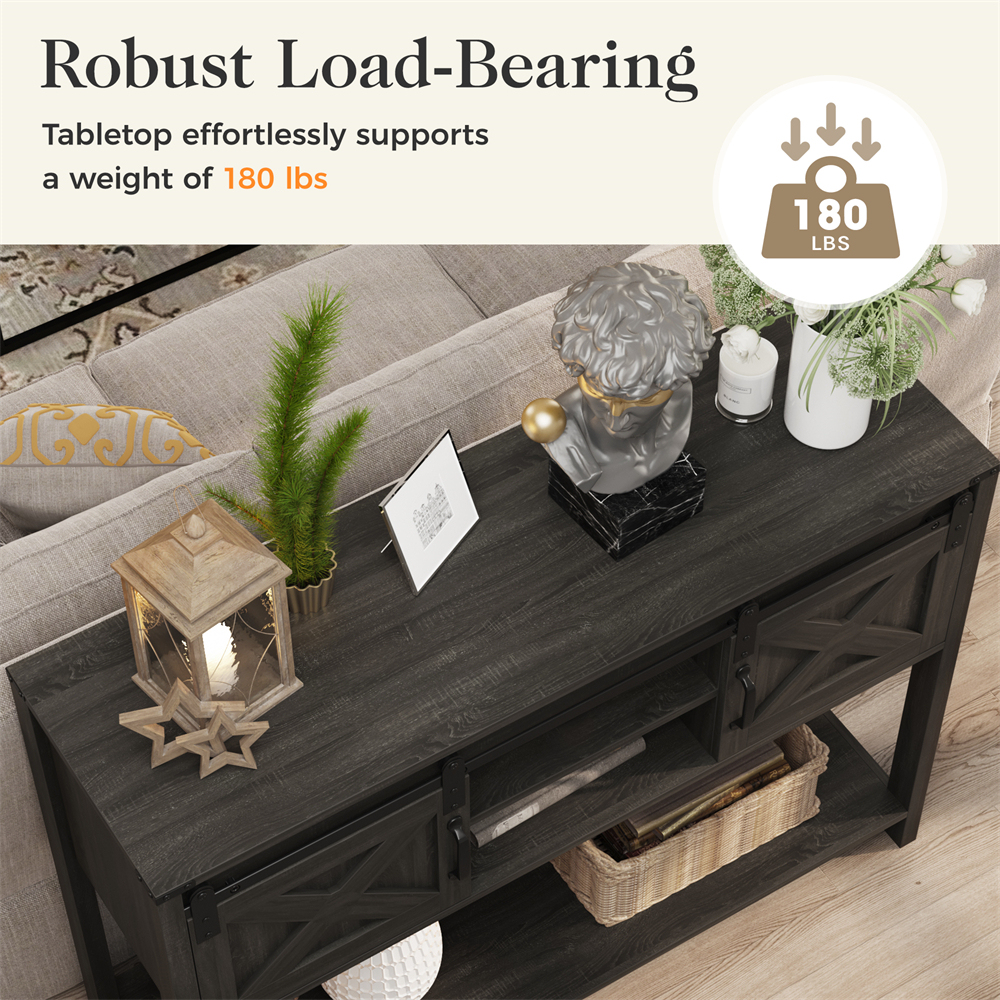 Robust Load-Bearing
Tabletop effortlessly supports
a weight of 180 lbs
180
LBS